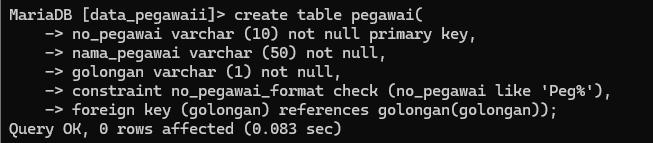 MariaDB [data_pegawaii]> create table pegawai(
    -> no_pegawai varchar (10) not null primary key,
    -> nama_pegawai varchar (50) not null,
    -> golongan varchar (1) not null,
    -> constraint no_pegawai_format check (no_pegawai like 'Peg%'),
    -> foreign key (golongan) references golongan(golongan));
Query OK, 0 rows affected (0.083 sec)